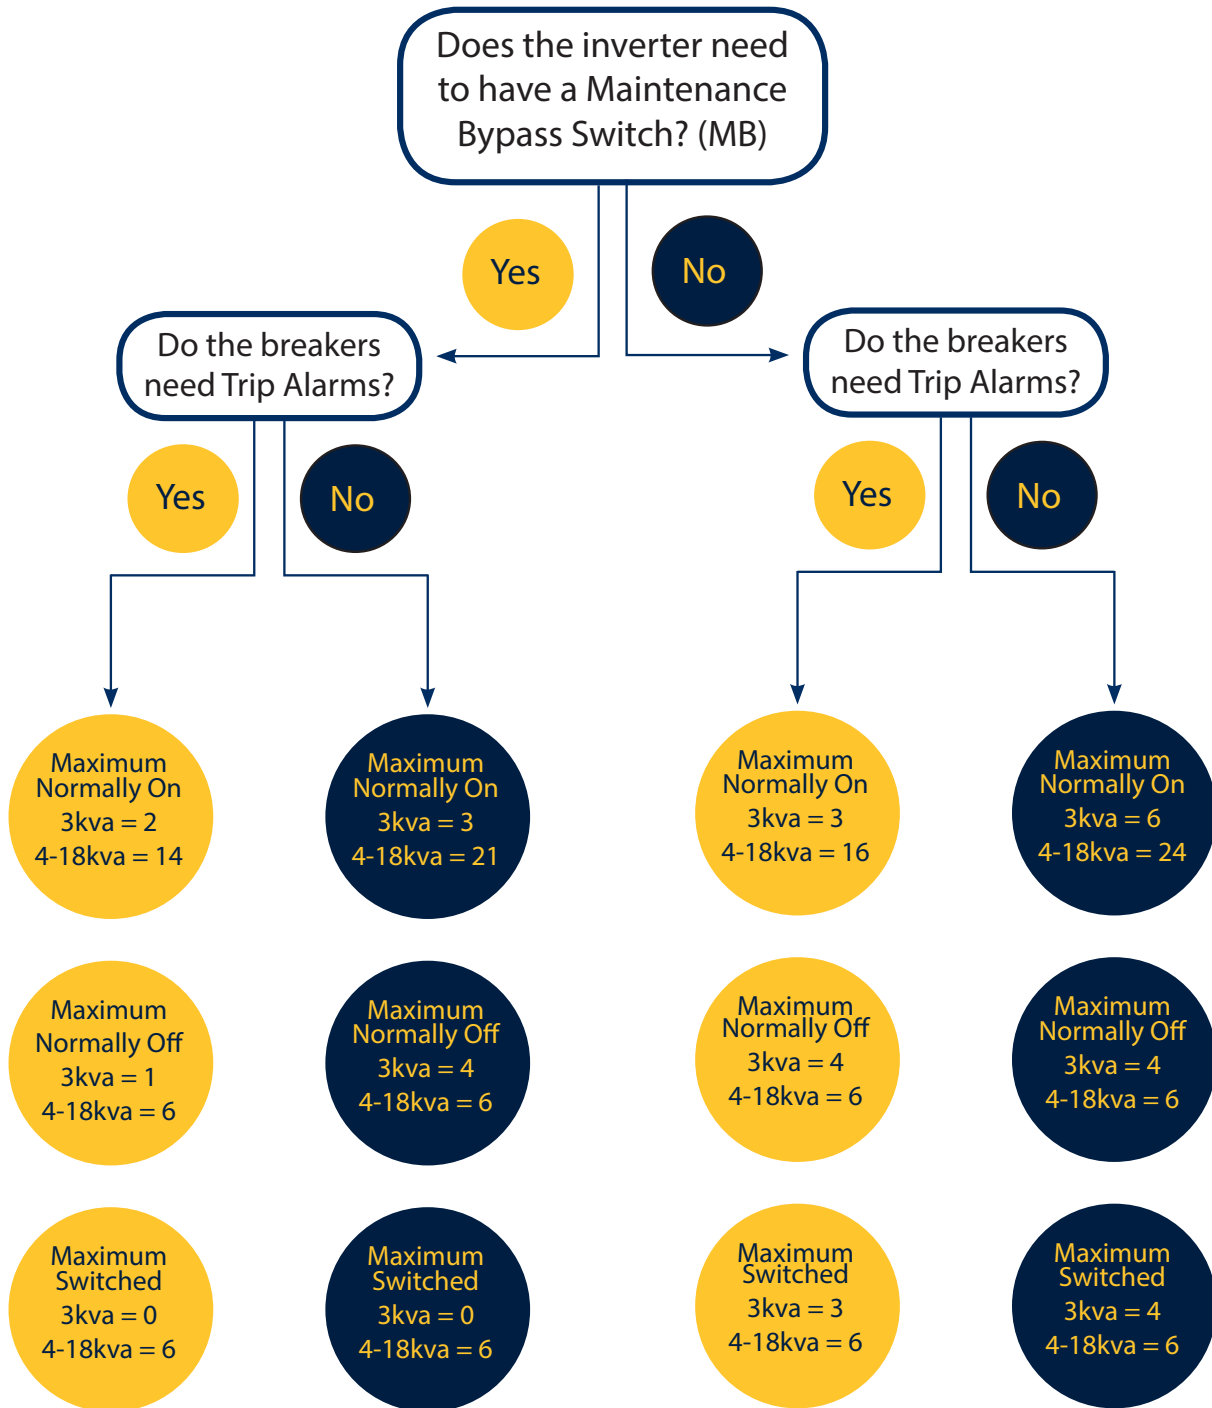 Does the inverter need
to have a Maintenance
Bypass Switch? (MB)
Yes
No
Do the breakers
need Trip Alarms?
Do the breakers
need Trip Alarms?
Yes
No
Yes
No
Maximum
Normally On
3kva = 2
4-18kva = 14
Maximum
Normally On
3kva = 3
4-18kva = 21
Maximum
Normally On
3kva = 3
4-18kva = 16
Maximum
Normally On
3kva = 6
4-18kva = 24
Maximum
Normally Off
3kva = 1
4-18kva = 6
Maximum
Normally Off
3kva = 4
4-18kva = 6
Maximum
Normally Off
3kva = 4
4-18kva = 6
Maximum
Normally Off
3kva = 4
4-18kva = 6
Maximum
Switched
3kva = 0
4-18kva = 6
Maximum
Switched
3kva = 0
4-18kva = 6
Maximum
Switched
3kva = 3
4-18kva = 6
Maximum
Switched
3kva = 4
4-18kva = 6